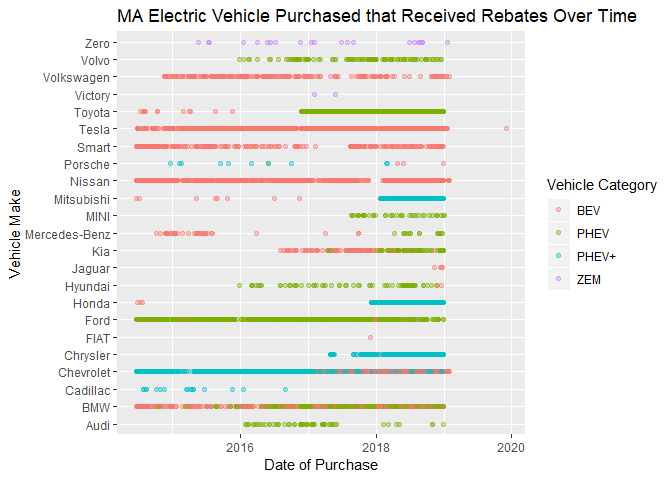 MA Electric Vehicle Purchased that Received Rebates Over Time
Zero
Volvo
Volkswagen
Victory
Toyota
Tesla
Smart
Porsche
Nissan
Mitsubishi
MINI
Mercedes-Benz
Kia
Jaguar
Hyundai
Honda
Ford
FIAT
Chrysler
Chevrolet
Cadillac
BMW
Audi
Vehicle Make
2016
2018
2020
Date of Purchase
Vehicle Category
BEV
PHEV
PHEV+
ZEM